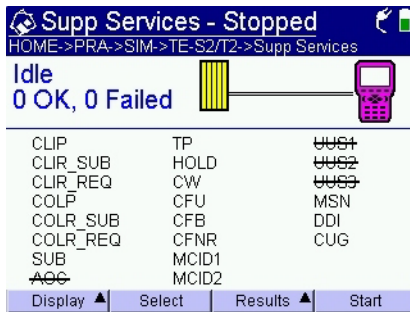 Supp Services - Stopped
HOME->PRA->SIM->TE-S2/T2->Supp Services
Idle
0 OK, 0 Failed
CLIP
CLIR_SUB
CLIR_REQ
COLP
COLR_SUB
COLR_REQ
SUB
AOC
TP
HOLD
CW
CFU
CFB
CFNR
MCID1
MCID2
UUS1
UUS2
UUS3
MSN
DDI
CUG
Display
Select
Results
Start